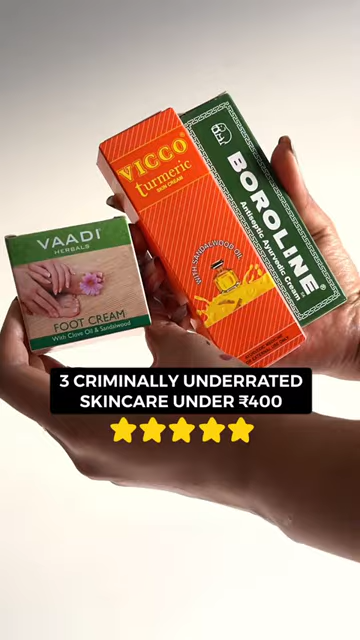 VAADI
HERBALS
FOOT CREAM
With Clove Oil & Sandalwood
VICCO
turmeric
SKIN CREAM
WITH SANDALWOOD OIL
BOROLINE
Antiseptic Ayurvedic Cream
3 CRIMINALLY UNDERRATED
SKINCARE UNDER ₹400